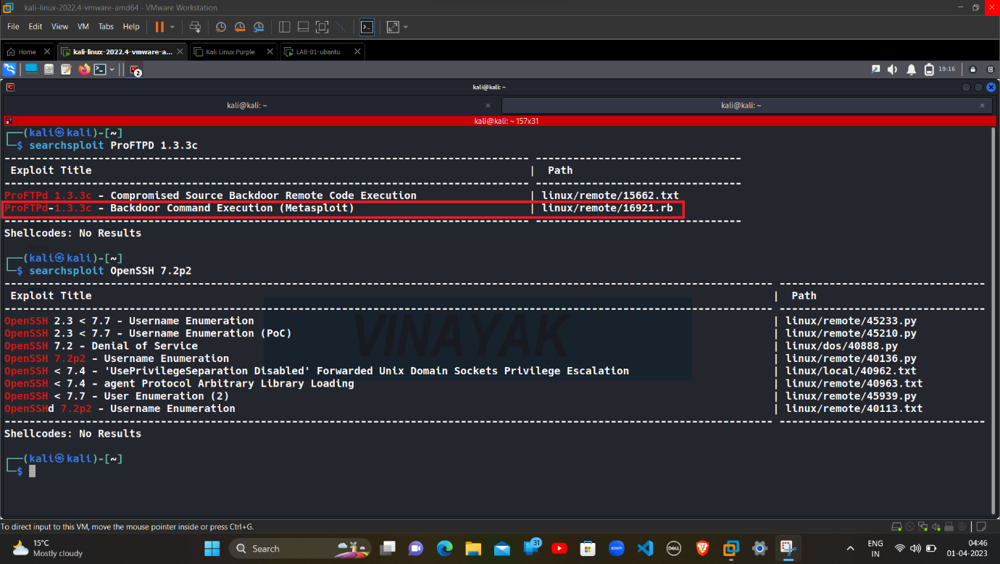 kali-linux-2022.4-vmware-amd64 - VMware Workstation
File Edit View VM Tabs Help
Home kali-linux-2022.4-vmware-a... Kali Linux Purple LAB-01-ubantu
2 19:16
kali@kali: ~
kali@kali: ~ kali@kali: ~
kali@kali: ~ 157x31
(kali㉿kali)-[~]
$ searchsploit ProFTPD 1.3.3c
Exploit Title | Path
ProFTPd 1.3.3c - Compromised Source Backdoor Remote Code Execution | linux/remote/15662.txt
ProFTPd-1.3.3c - Backdoor Command Execution (Metasploit) | linux/remote/16921.rb
Shellcodes: No Results
(kali㉿kali)-[~]
$ searchsploit OpenSSH 7.2p2
Exploit Title | Path
OpenSSH 2.3 < 7.7 - Username Enumeration | linux/remote/45233.py
OpenSSH 2.3 < 7.7 - Username Enumeration (PoC) | linux/remote/45210.py
OpenSSH 7.2 - Denial of Service | linux/dos/40888.py
OpenSSH 7.2p2 - Username Enumeration | linux/remote/40136.py
OpenSSH < 7.4 - 'UsePrivilegeSeparation Disabled' Forwarded Unix Domain Sockets Privilege Escalation | linux/local/40962.txt
OpenSSH < 7.4 - agent Protocol Arbitrary Library Loading | linux/remote/40963.txt
OpenSSH < 7.7 - User Enumeration (2) | linux/remote/45939.py
OpenSSHd 7.2p2 - Username Enumeration | linux/remote/40113.txt
Shellcodes: No Results
VINAYAK
(kali㉿kali)-[~]
$
To direct input to this VM, move the mouse pointer inside or press Ctrl+G.
15°C
Mostly cloudy
Search
31
zoom
DELL
ENG
IN
04:46
01-04-2023